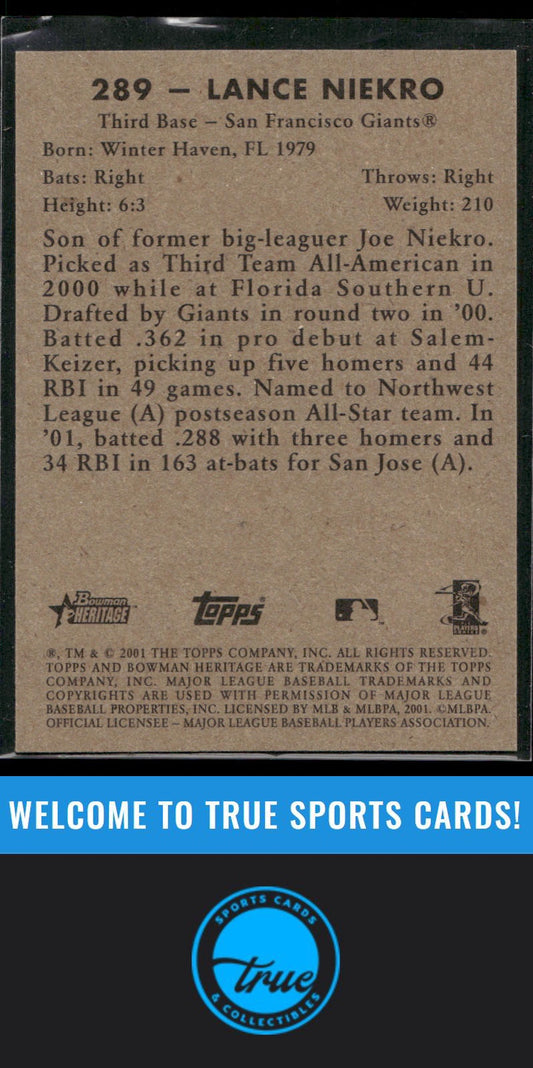 289 – LANCE NIEKRO
Third Base – San Francisco Giants®
Born: Winter Haven, FL 1979
Bats: Right Throws: Right
Height: 6:3 Weight: 210
Son of former big-leaguer Joe Niekro.
Picked as Third Team All-American in
2000 while at Florida Southern U.
Drafted by Giants in round two in ’00.
Batted .362 in pro debut at Salem-
Keizer, picking up five homers and 44
RBI in 49 games. Named to Northwest
League (A) postseason All-Star team. In
’01, batted .288 with three homers and
34 RBI in 163 at-bats for San Jose (A).
Bowman
HERITAGE
TOPPS
PLAYERS
CHOICE
®, TM & © 2001 THE TOPPS COMPANY, INC. ALL RIGHTS RESERVED.
TOPPS AND BOWMAN HERITAGE ARE TRADEMARKS OF THE TOPPS
COMPANY, INC. MAJOR LEAGUE BASEBALL TRADEMARKS AND
COPYRIGHTS ARE USED WITH PERMISSION OF MAJOR LEAGUE
BASEBALL PROPERTIES, INC. LICENSED BY MLB & MLBPA, 2001. ©MLBPA.
OFFICIAL LICENSEE – MAJOR LEAGUE BASEBALL PLAYERS ASSOCIATION.
WELCOME TO TRUE SPORTS CARDS!
SPORTS CARDS
true
& COLLECTIBLES